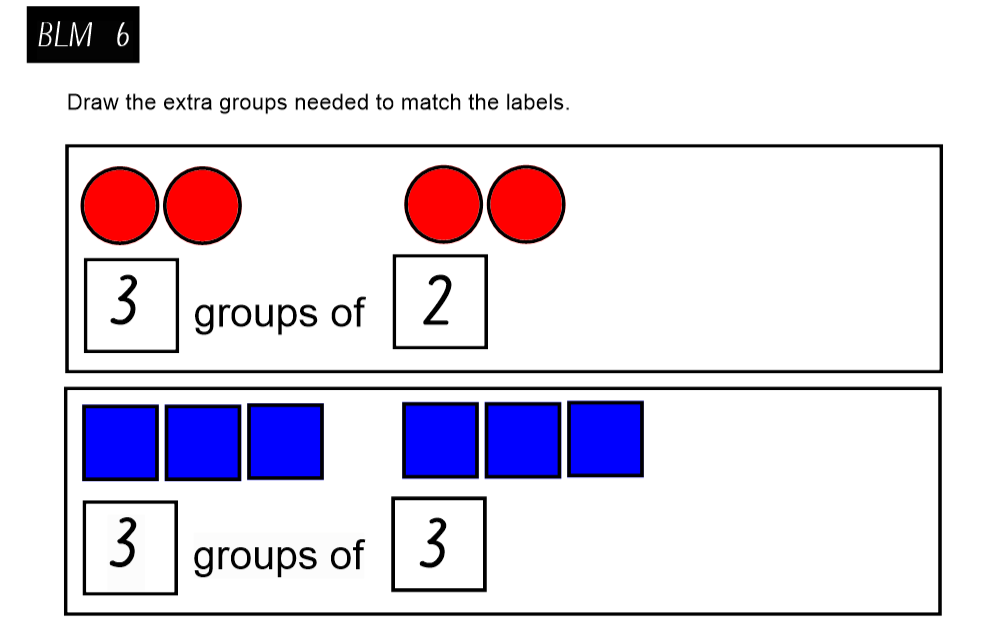 BLM 6
Draw the extra groups needed to match the labels.
3 groups of 2
3 groups of 3